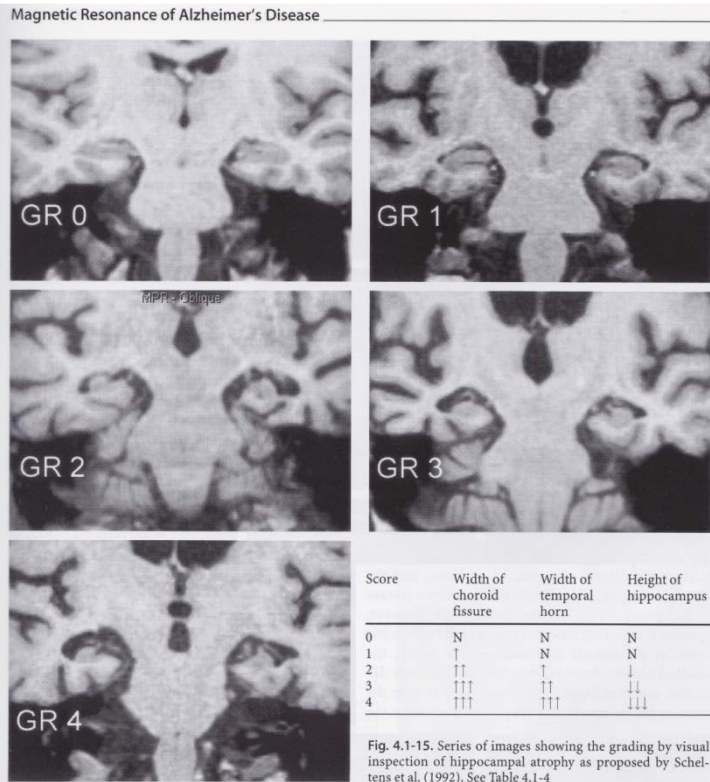 Magnetic Resonance of Alzheimer's Disease
GR 0
GR 1
MPR - Oblique
GR 2
GR 3
GR 4
Score Width of choroid fissure Width of temporal horn Height of hippocampus
0 N N N
1 ↑ N N
2 ↑↑ ↑ ↓
3 ↑↑↑ ↑↑ ↓↓
4 ↑↑↑ ↑↑↑ ↓↓↓
Fig. 4.1-15. Series of images showing the grading by visual
inspection of hippocampal atrophy as proposed by Schel-
tens et al. (1992). See Table 4.1-4